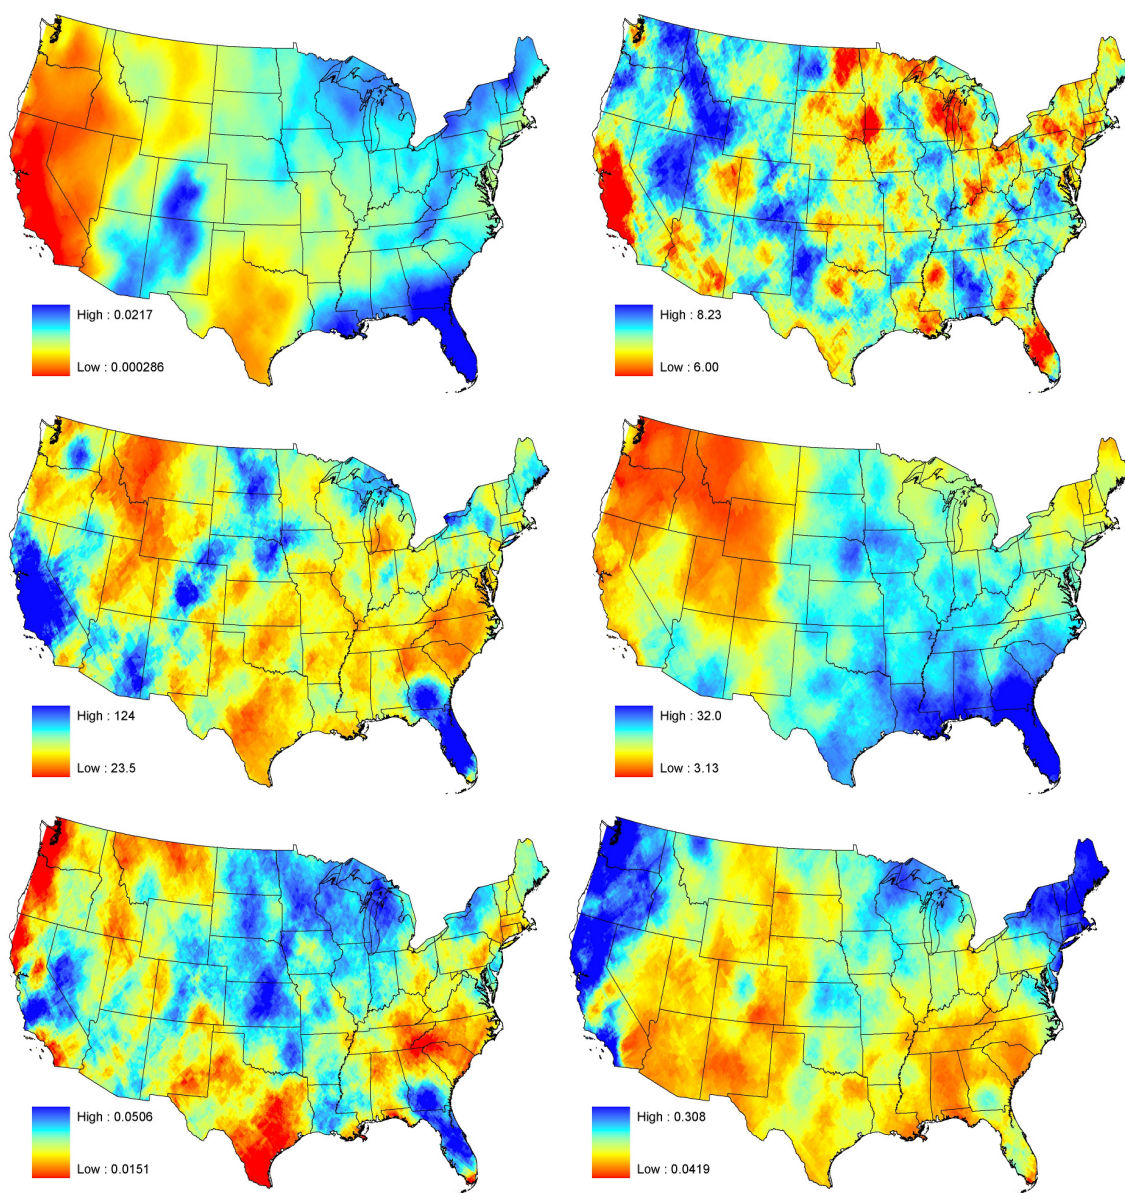 High : 0.0217
Low : 0.000286
High : 8.23
Low : 6.00
High : 124
Low : 23.5
High : 32.0
Low : 3.13
High : 0.0506
Low : 0.0151
High : 0.308
Low : 0.0419